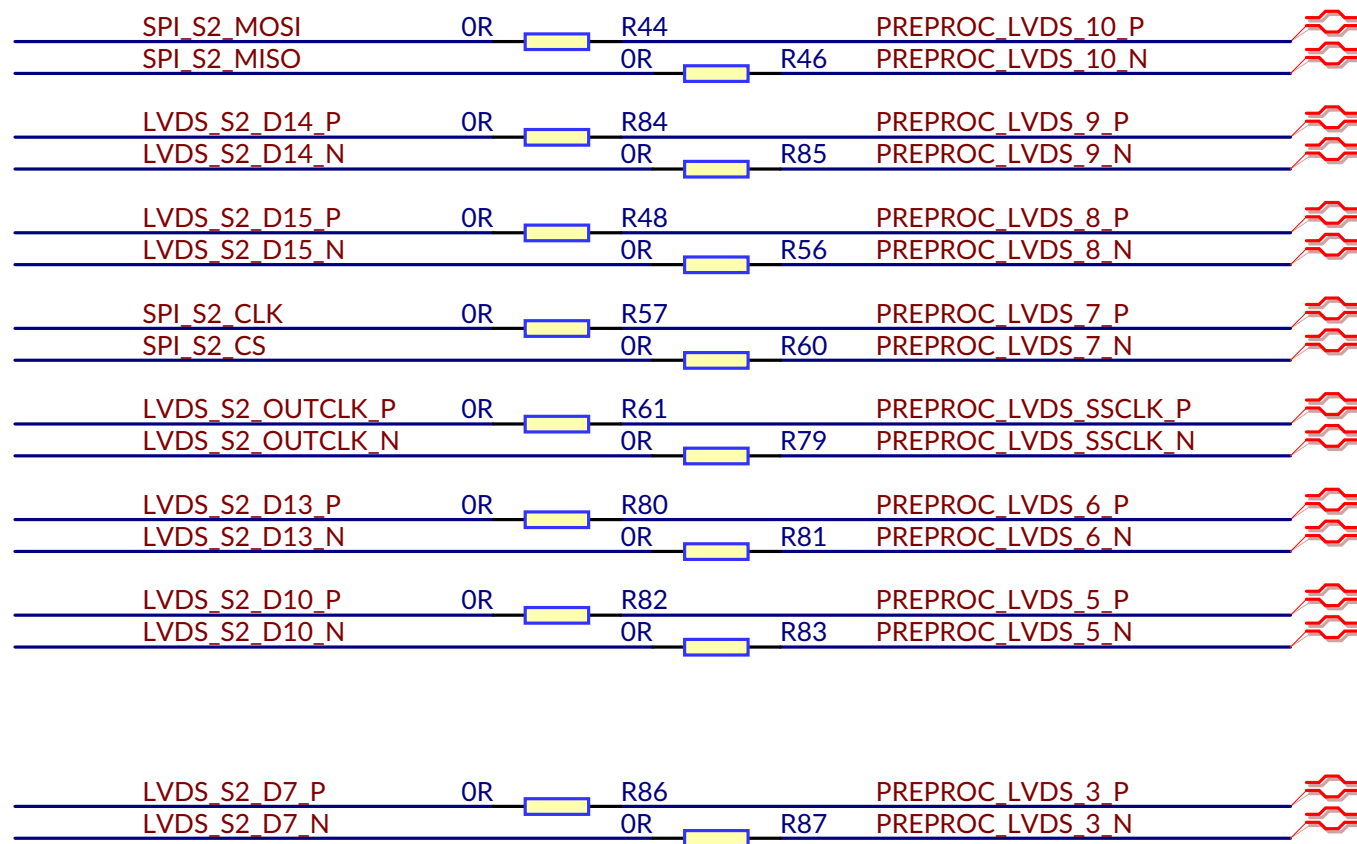 SPI_S2_MOSI 0R R44 PREPROC_LVDS_10_P
SPI_S2_MISO 0R R46 PREPROC_LVDS_10_N
LVDS_S2_D14_P 0R R84 PREPROC_LVDS_9_P
LVDS_S2_D14_N 0R R85 PREPROC_LVDS_9_N
LVDS_S2_D15_P 0R R48 PREPROC_LVDS_8_P
LVDS_S2_D15_N 0R R56 PREPROC_LVDS_8_N
SPI_S2_CLK 0R R57 PREPROC_LVDS_7_P
SPI_S2_CS 0R R60 PREPROC_LVDS_7_N
LVDS_S2_OUTCLK_P 0R R61 PREPROC_LVDS_SSCLK_P
LVDS_S2_OUTCLK_N 0R R79 PREPROC_LVDS_SSCLK_N
LVDS_S2_D13_P 0R R80 PREPROC_LVDS_6_P
LVDS_S2_D13_N 0R R81 PREPROC_LVDS_6_N
LVDS_S2_D10_P 0R R82 PREPROC_LVDS_5_P
LVDS_S2_D10_N 0R R83 PREPROC_LVDS_5_N
LVDS_S2_D7_P 0R R86 PREPROC_LVDS_3_P
LVDS_S2_D7_N 0R R87 PREPROC_LVDS_3_N